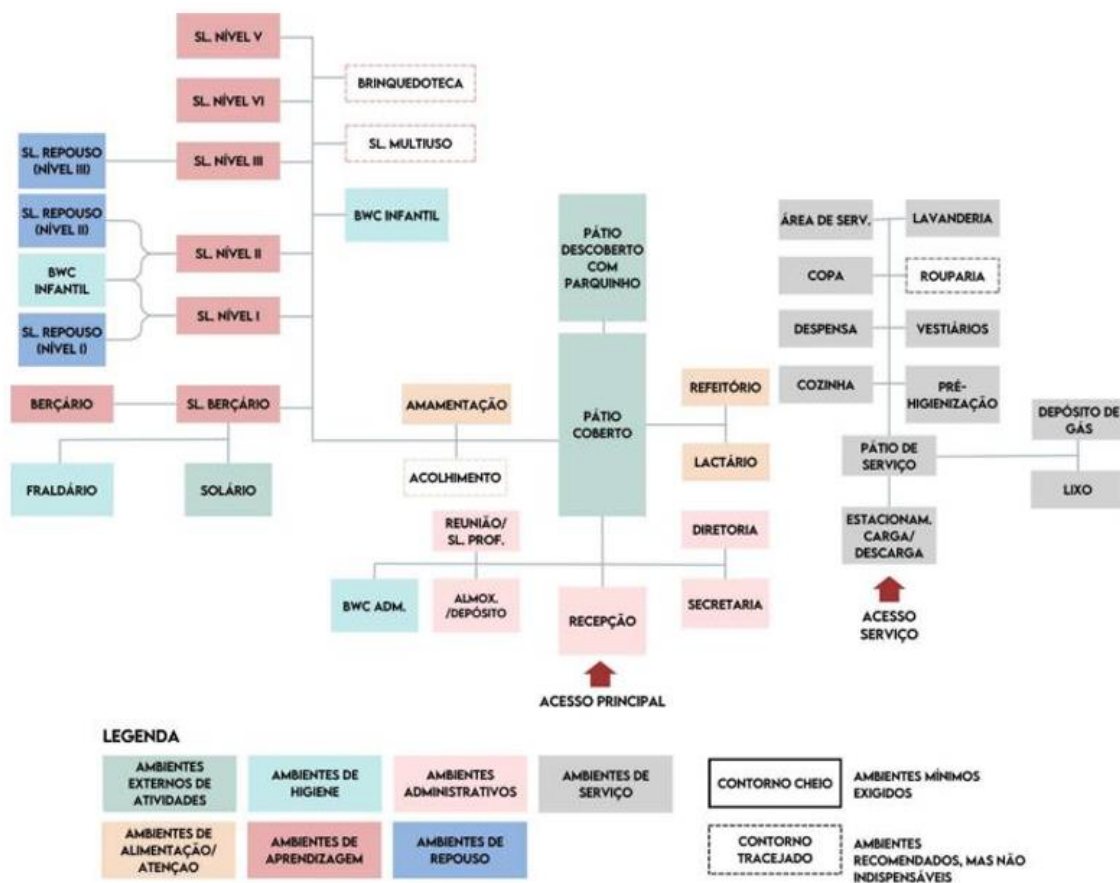 SL. NÍVEL V
BRINQUEDOTECA
SL. NÍVEL VI
SL. MULTIUSO
SL. REPOUSO
(NÍVEL III)
SL. NÍVEL III
SL. REPOUSO
(NÍVEL II)
BWC INFANTIL
SL. NÍVEL II
BWC
INFANTIL
SL. REPOUSO
(NÍVEL I)
SL. NÍVEL I
PÁTIO
DESCOBERTO
COM
PARQUINHO
ÁREA DE SERV.
LAVANDERIA
COPA
ROUPARIA
DESPENSA
VESTIÁRIOS
COZINHA
PRÉ-
HIGIENIZAÇÃO
BERÇÁRIO
SL. BERÇÁRIO
AMAMENTAÇÃO
PÁTIO
COBERTO
REFEITÓRIO
DEPÓSITO DE
GÁS
FRALDÁRIO
SOLÁRIO
ACOLHIMENTO
LACTÁRIO
PÁTIO DE
SERVIÇO
LIXO
REUNIÃO/
SL. PROF.
DIRETORIA
ESTACIONAM.
CARGA/
DESCARGA
BWC ADM.
ALMOX.
/DEPÓSITO
RECEPÇÃO
SECRETARIA
ACESSO
SERVIÇO
ACESSO PRINCIPAL
LEGENDA
AMBIENTES
EXTERNOS DE
ATIVIDADES
AMBIENTES DE
HIGIENE
AMBIENTES
ADMINISTRATIVOS
AMBIENTES
DE SERVIÇO
CONTORNO CHEIO
AMBIENTES MÍNIMOS
EXIGIDOS
AMBIENTES DE
ALIMENTAÇÃO/
ATENÇAO
AMBIENTES DE
APRENDIZAGEM
AMBIENTES DE
REPOUSO
CONTORNO
TRACEJADO
AMBIENTES
RECOMENDADOS, MAS NÃO
INDISPENSÁVEIS